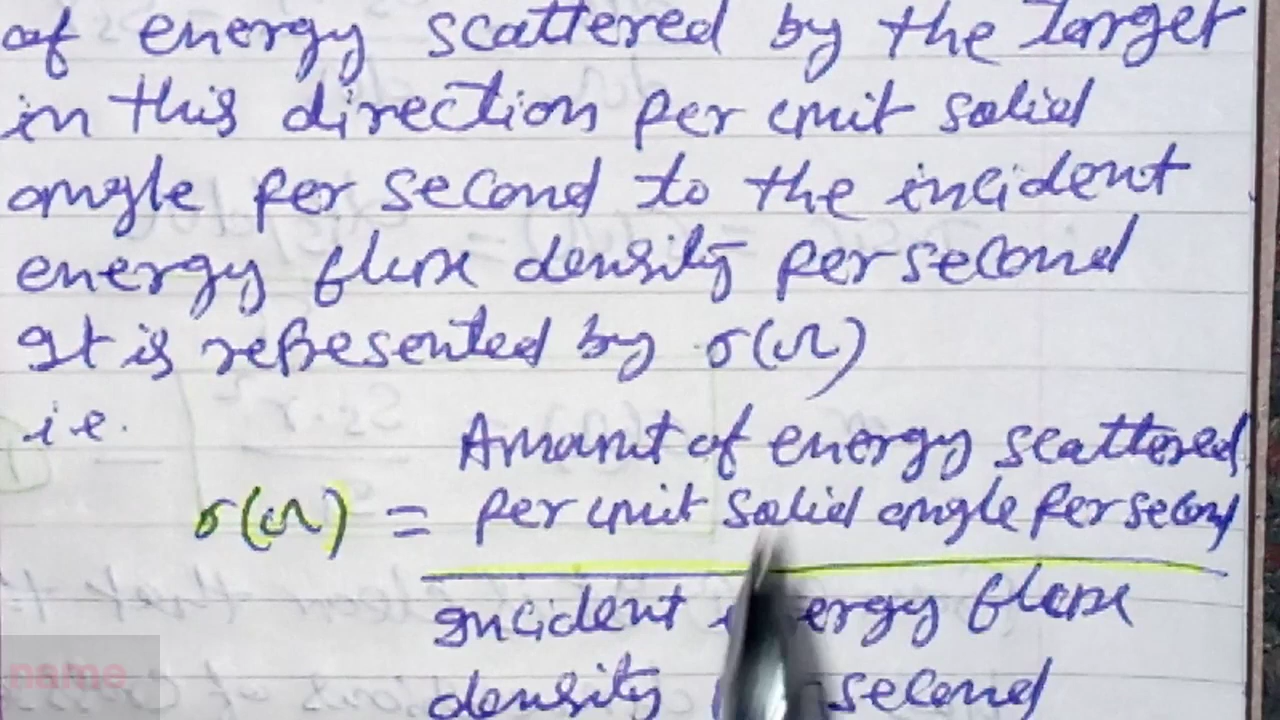 of energy scattered by the Target
in this direction per unit solid
angle per second to the incident
energy flux density per second
It is represented by σ(Ω)
i.e. Amount of energy scattered
σ(Ω) = per unit solid angle per second
Incident energy flux
density second
name